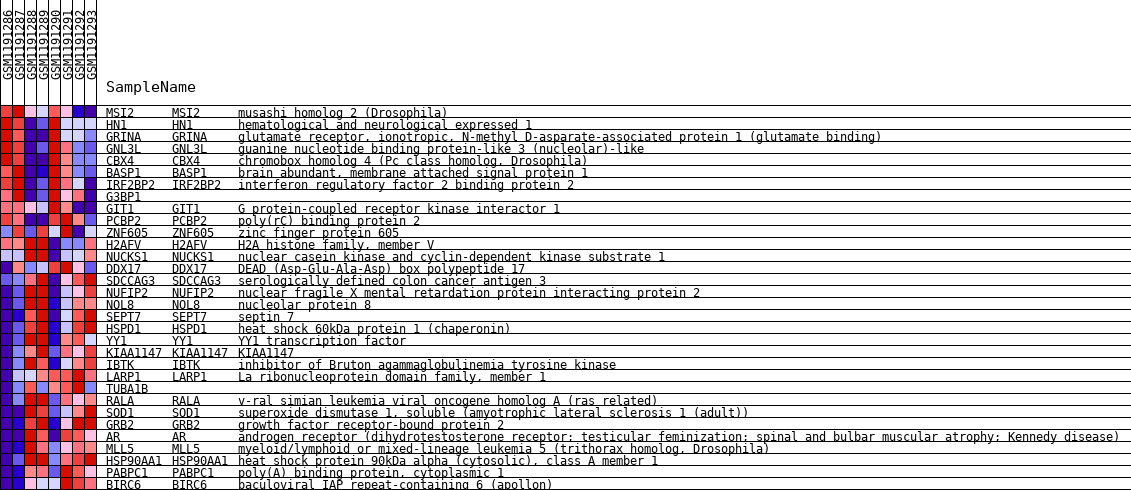 GSM1191286
GSM1191287
GSM1191288
GSM1191289
GSM1191290
GSM1191291
GSM1191292
GSM1191293
SampleName
MSI2 MSI2 musashi homolog 2 (Drosophila)
HN1 HN1 hematological and neurological expressed 1
GRINA GRINA glutamate receptor, ionotropic, N-methyl D-asparate-associated protein 1 (glutamate binding)
GNL3L GNL3L guanine nucleotide binding protein-like 3 (nucleolar)-like
CBX4 CBX4 chromobox homolog 4 (Pc class homolog, Drosophila)
BASP1 BASP1 brain abundant, membrane attached signal protein 1
IRF2BP2 IRF2BP2 interferon regulatory factor 2 binding protein 2
G3BP1
GIT1 GIT1 G protein-coupled receptor kinase interactor 1
PCBP2 PCBP2 poly(rC) binding protein 2
ZNF605 ZNF605 zinc finger protein 605
H2AFV H2AFV H2A histone family, member V
NUCKS1 NUCKS1 nuclear casein kinase and cyclin-dependent kinase substrate 1
DDX17 DDX17 DEAD (Asp-Glu-Ala-Asp) box polypeptide 17
SDCCAG3 SDCCAG3 serologically defined colon cancer antigen 3
NUFIP2 NUFIP2 nuclear fragile X mental retardation protein interacting protein 2
NOL8 NOL8 nucleolar protein 8
SEPT7 SEPT7 septin 7
HSPD1 HSPD1 heat shock 60kDa protein 1 (chaperonin)
YY1 YY1 YY1 transcription factor
KIAA1147 KIAA1147 KIAA1147
IBTK IBTK inhibitor of Bruton agammaglobulinemia tyrosine kinase
LARP1 LARP1 La ribonucleoprotein domain family, member 1
TUBA1B
RALA RALA v-ral simian leukemia viral oncogene homolog A (ras related)
SOD1 SOD1 superoxide dismutase 1, soluble (amyotrophic lateral sclerosis 1 (adult))
GRB2 GRB2 growth factor receptor-bound protein 2
AR AR androgen receptor (dihydrotestosterone receptor; testicular feminization; spinal and bulbar muscular atrophy; Kennedy disease)
MLL5 MLL5 myeloid/lymphoid or mixed-lineage leukemia 5 (trithorax homolog, Drosophila)
HSP90AA1 HSP90AA1 heat shock protein 90kDa alpha (cytosolic), class A member 1
PABPC1 PABPC1 poly(A) binding protein, cytoplasmic 1
BIRC6 BIRC6 baculoviral IAP repeat-containing 6 (apollon)